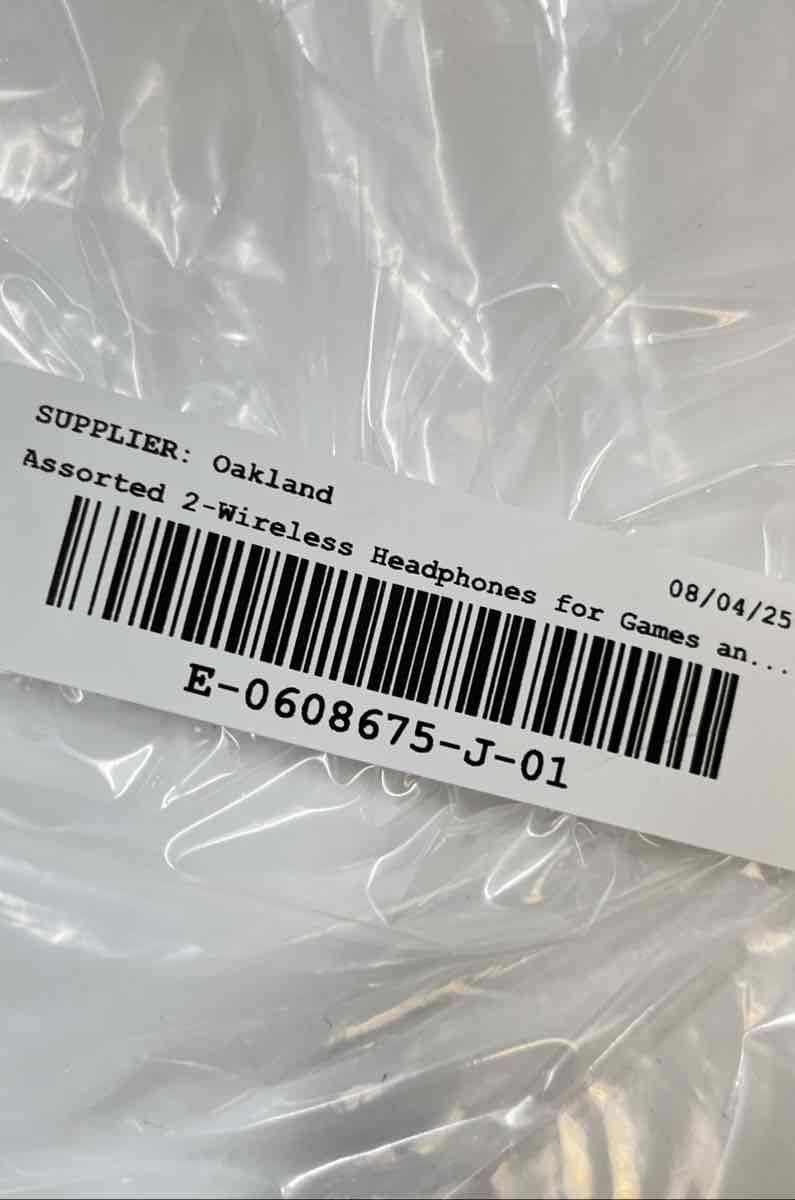 SUPPLIER: Oakland
08/04/25
Assorted 2-Wireless Headphones for Games an...
E-0608675-J-01